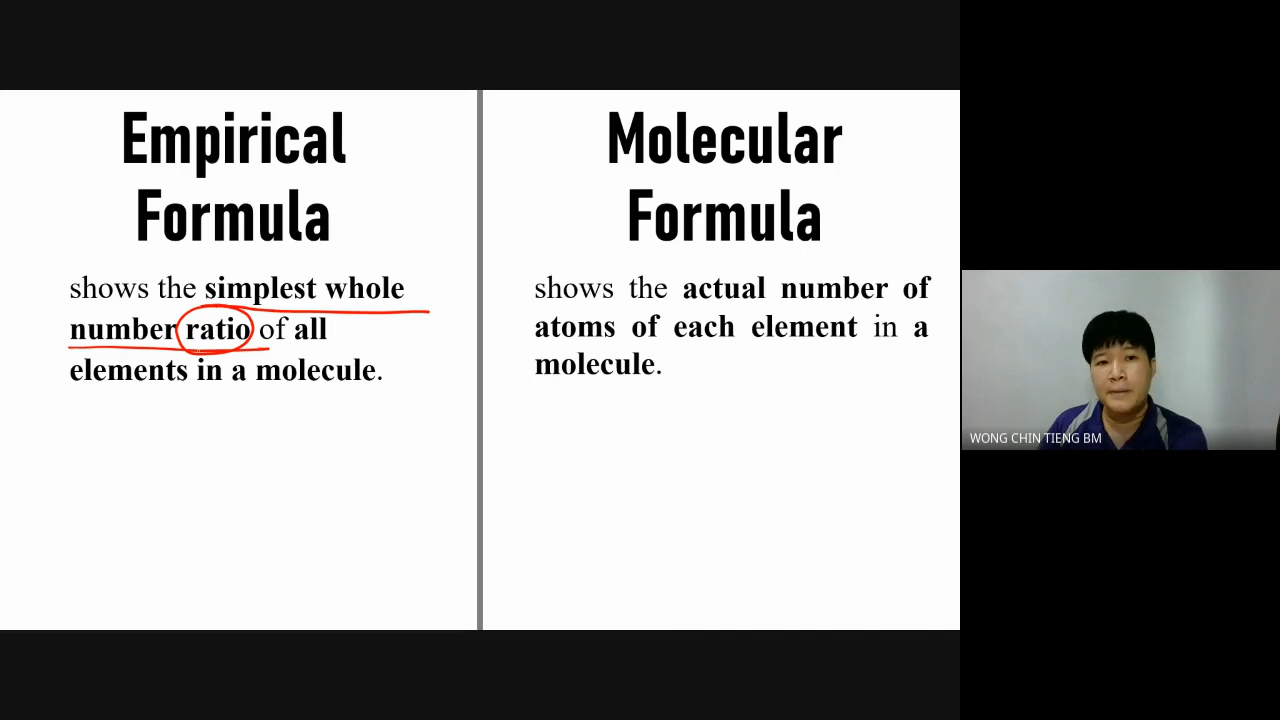 Empirical
Formula
shows the simplest whole
number ratio of all
elements in a molecule.
Molecular
Formula
shows the actual number of
atoms of each element in a
molecule.
WONG CHIN TIENG BM